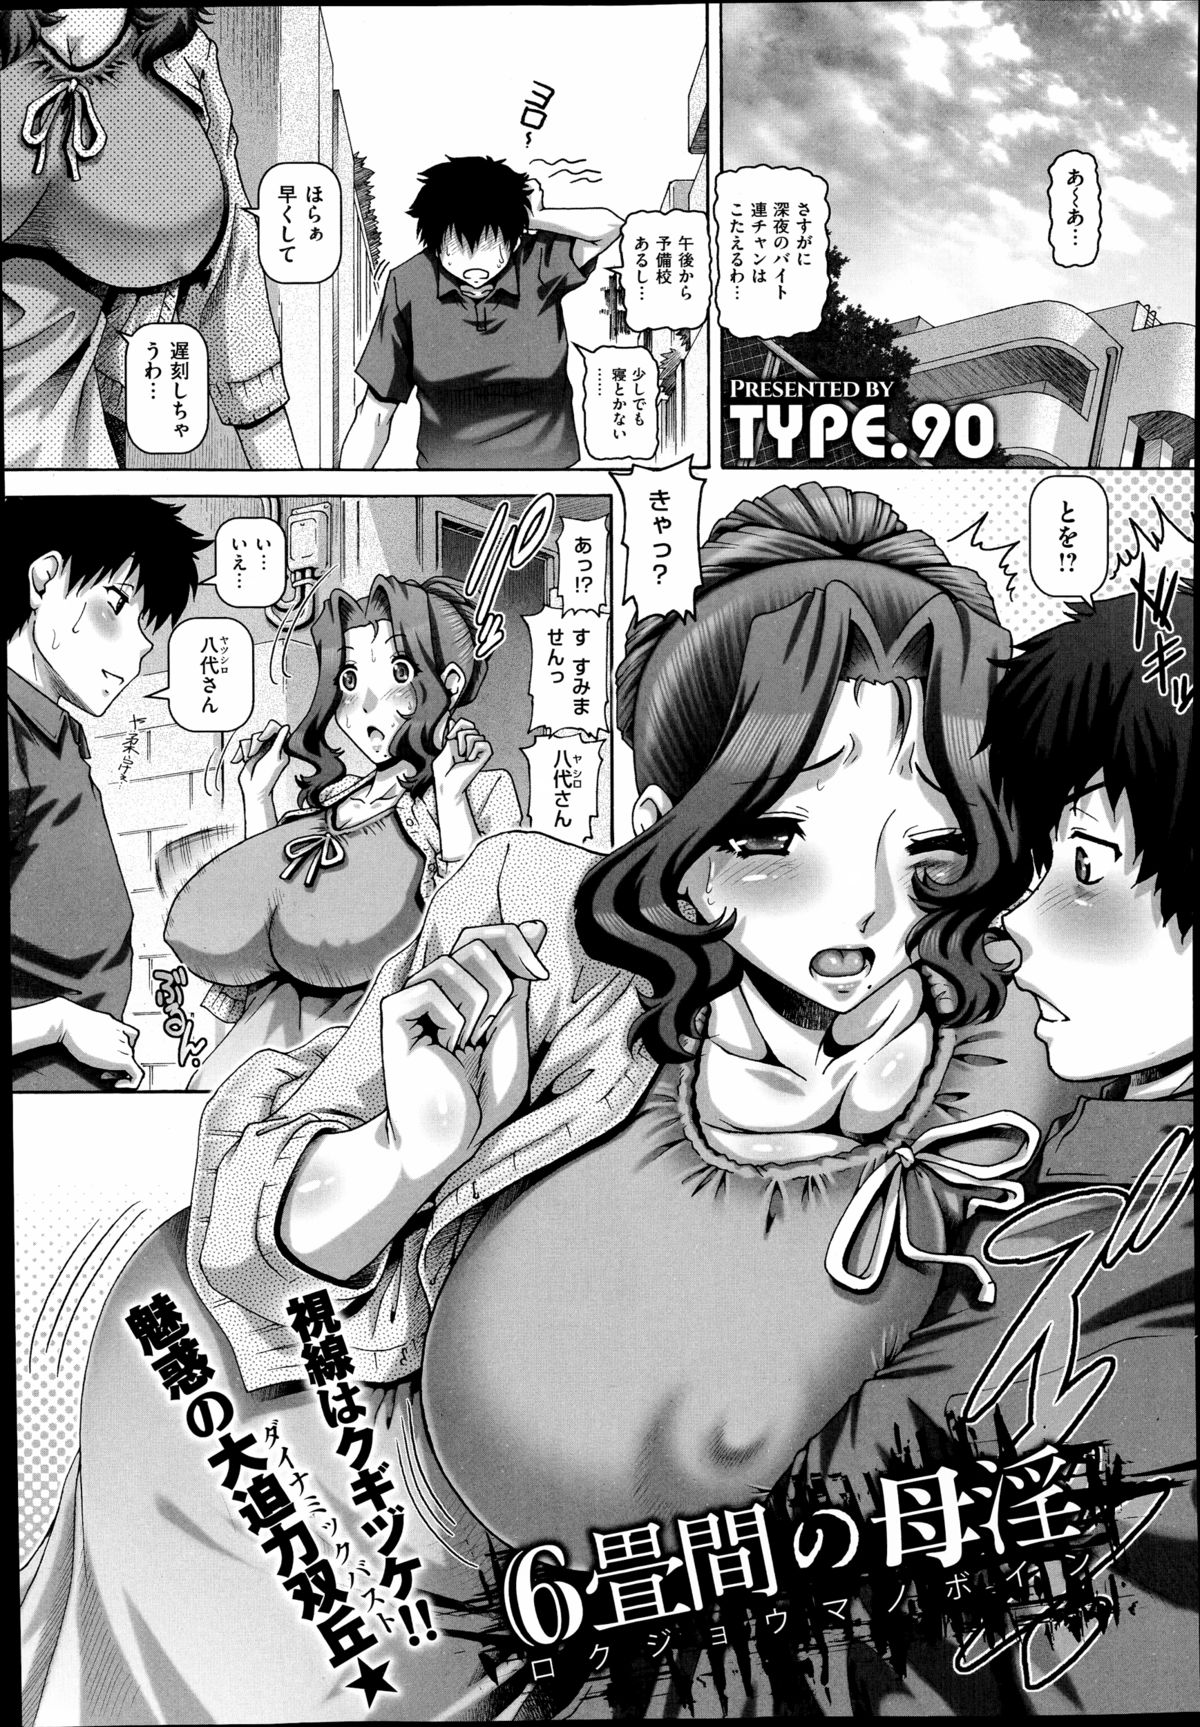 あ～あ…
さすがに
深夜のバイト
連チャンは
こたえるわ…
PRESENTED BY
TYPE.90
ヨロ～
午後から
予備校
あるし…
少しでも
寝とかない
……
ほらぁ
早くして
遅刻しちゃ
うわ…
とを!?
きゃっ？
あっ!?
す すみま
せんっ
ヤシロ
八代さん
い…
いえ…
ヤツシロ
八代さん
ぶるん。
視線はクギヅケ!!
魅惑の大迫力双丘★
ダイナミックバスト
6畳間の母淫
ロクジョウマノボイン